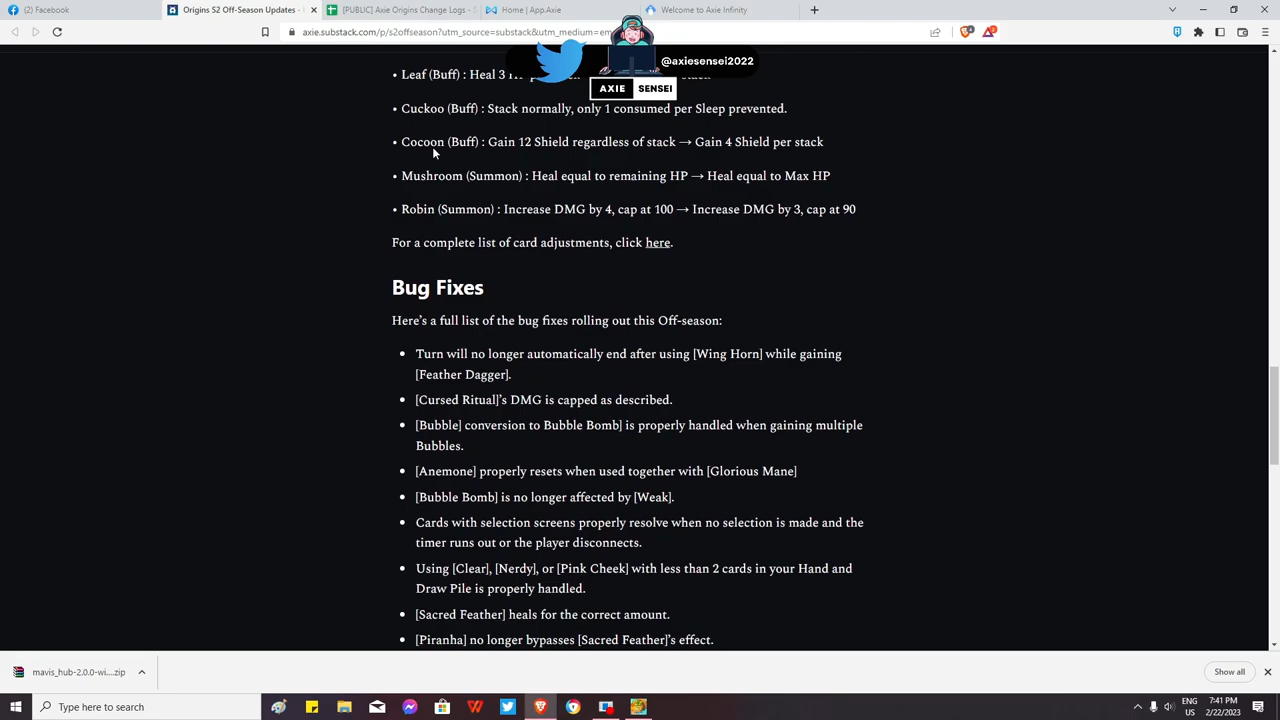 (2) Facebook
Origins S2 Off-Season Updates -
[PUBLIC] Axie Origins Change Logs -
Home | App.Axie
Welcome to Axie Infinity
axie.substack.com/p/s2offseason?utm_source=substack&utm_medium=em
@axiesensei2022
AXIE SENSEI
• Leaf (Buff) : Heal 3
• Cuckoo (Buff) : Stack normally, only 1 consumed per Sleep prevented.
• Cocoon (Buff) : Gain 12 Shield regardless of stack → Gain 4 Shield per stack
• Mushroom (Summon) : Heal equal to remaining HP → Heal equal to Max HP
• Robin (Summon) : Increase DMG by 4, cap at 100 → Increase DMG by 3, cap at 90
For a complete list of card adjustments, click here.
Bug Fixes
Here's a full list of the bug fixes rolling out this Off-season:
• Turn will no longer automatically end after using [Wing Horn] while gaining
[Feather Dagger].
• [Cursed Ritual]'s DMG is capped as described.
• [Bubble] conversion to Bubble Bomb] is properly handled when gaining multiple
Bubbles.
• [Anemone] properly resets when used together with [Glorious Mane]
• [Bubble Bomb] is no longer affected by [Weak].
• Cards with selection screens properly resolve when no selection is made and the
timer runs out or the player disconnects.
• Using [Clear], [Nerdy], or [Pink Cheek] with less than 2 cards in your Hand and
Draw Pile is properly handled.
• [Sacred Feather] heals for the correct amount.
• [Piranha] no longer bypasses [Sacred Feather]'s effect.
mavis_hub-2.0.0-wi....zip
Show all
Type here to search
ENG
US
7:41 PM
2/22/2023